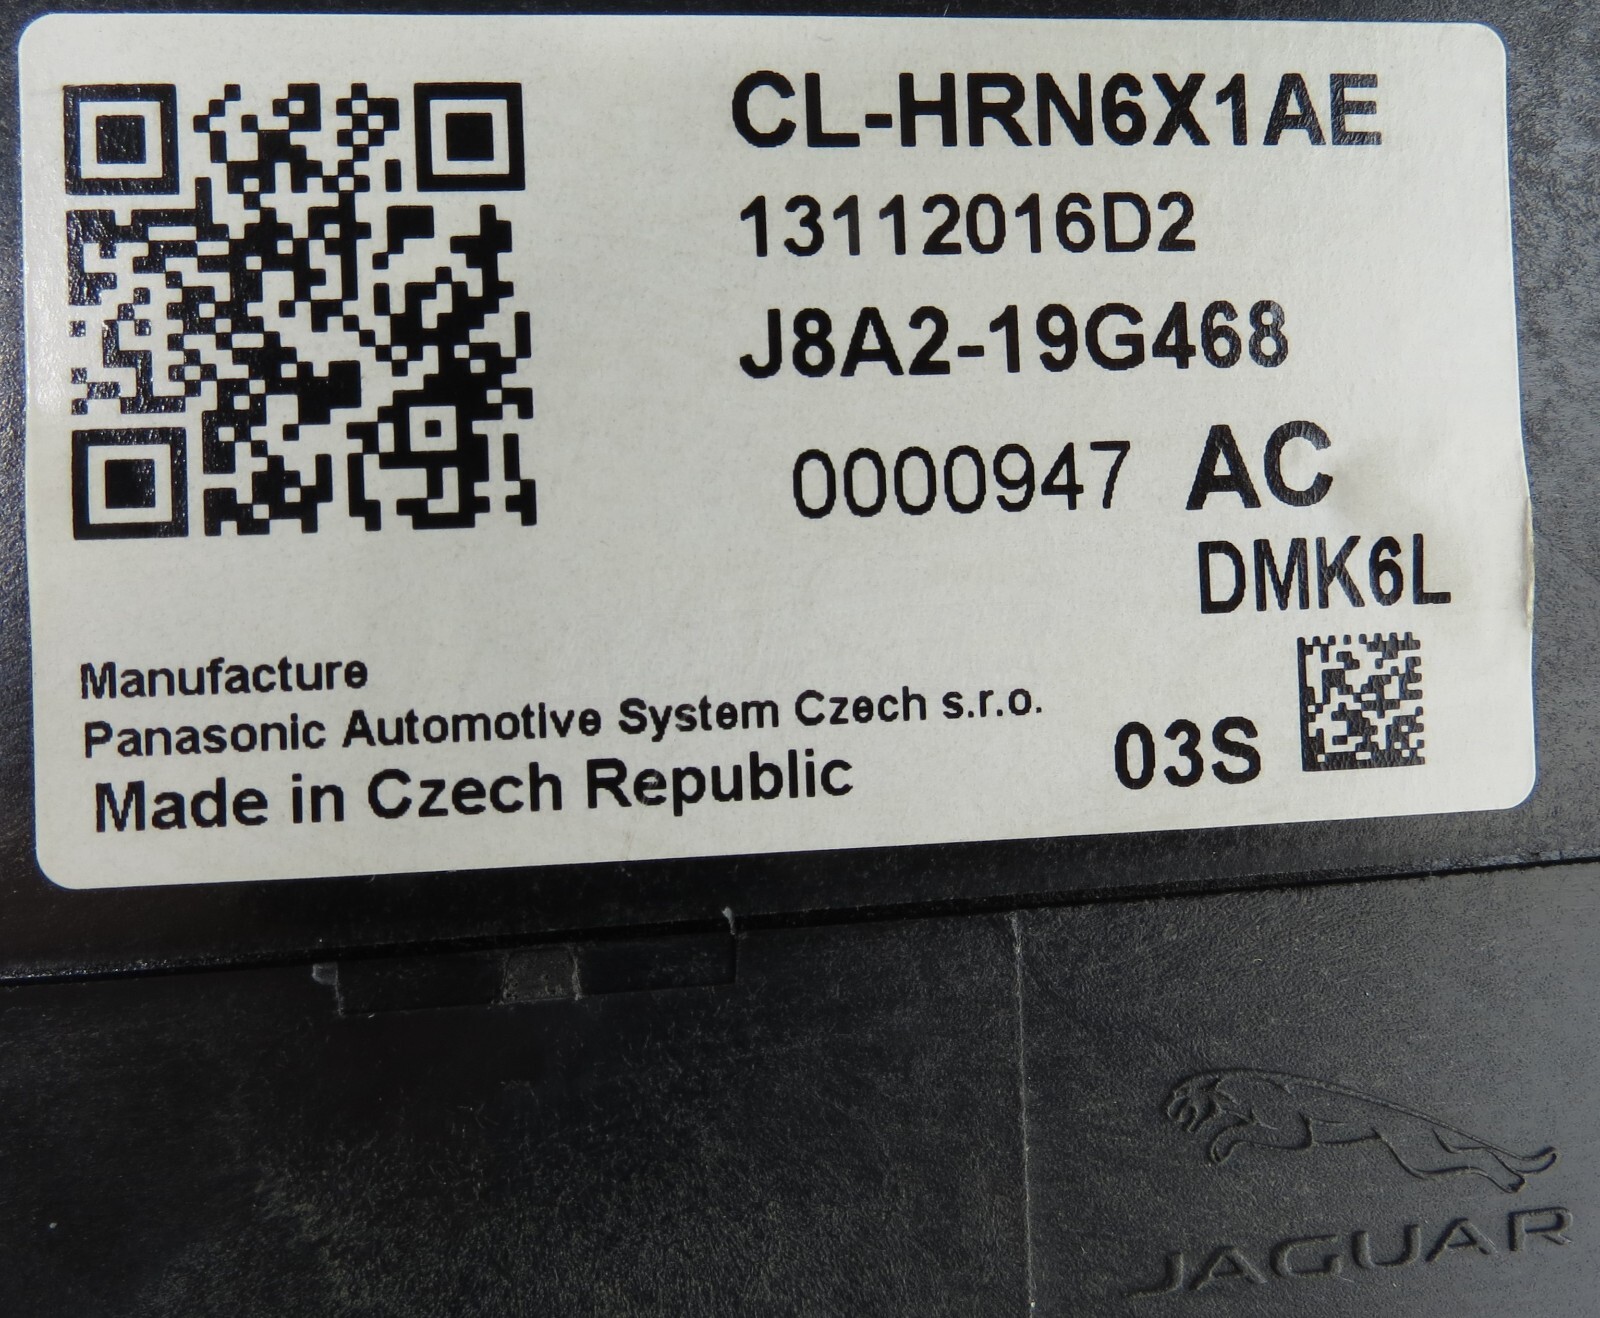 CL-HRN6X1AE
13112016D2
J8A2-19G468
0000947 AC
DMK6L
Manufacture
Panasonic Automotive System Czech s.r.o.
Made in Czech Republic
03S
JAGUAR